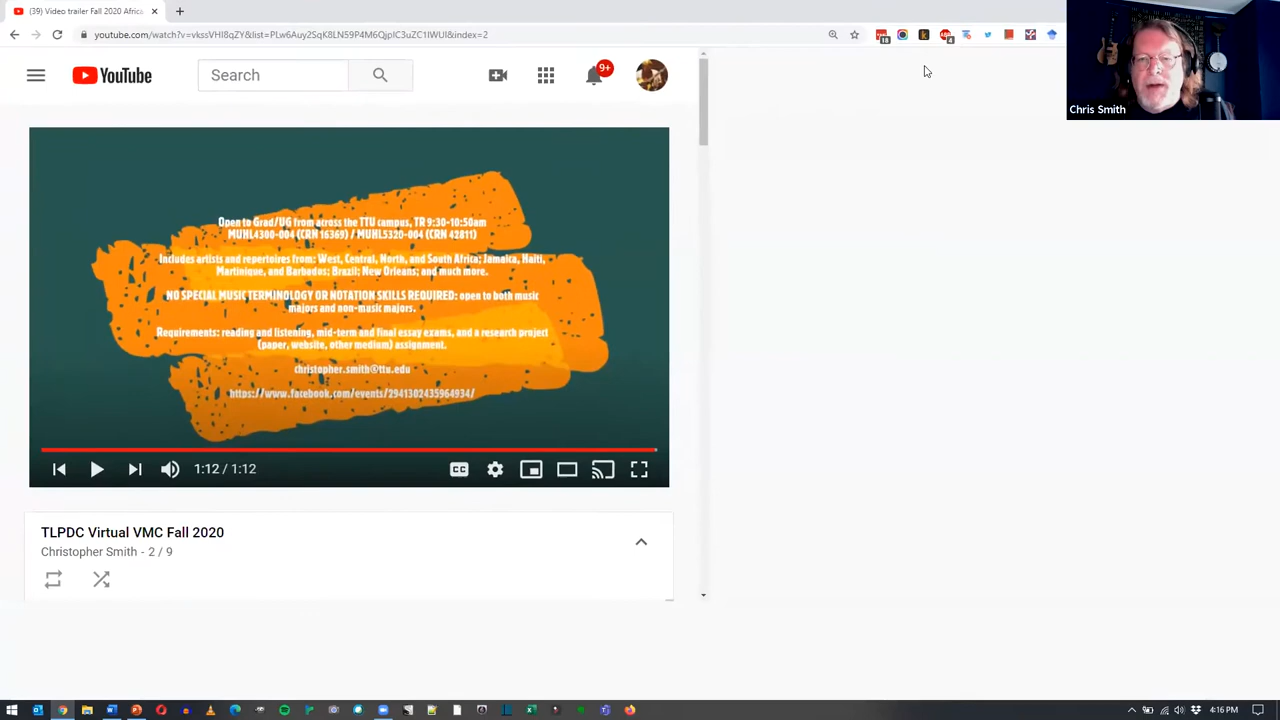 (39) Video trailer Fall 2020 Africa
youtube.com/watch?v=vkssVHI8qZY&list=PLw6Auy2SqK8LN59P4M6QjpIC3uZC1IWUI&index=2
18
4
YouTube
Search
9+
Chris Smith
Open to Grad/UG from across the TTU campus, TR 9:30-10:50am
MUHL4300-004 (CRN 16369) / MUHL5320-004 (CRN 42811)
Includes artists and repertoires from: West, Central, North, and South Africa; Jamaica, Haiti,
Martinique, and Barbados; Brazil; New Orleans; and much more.
NO SPECIAL MUSIC TERMINOLOGY OR NOTATION SKILLS REQUIRED: open to both music
majors and non-music majors.
Requirements: reading and listening, mid-term and final essay exams, and a research project
(paper, website, other medium) assignment.
christopher.smith@ttu.edu
https://www.facebook.com/events/2941302435964934/
1:12 / 1:12
CC
TLPDC Virtual VMC Fall 2020
Christopher Smith - 2 / 9
4:16 PM